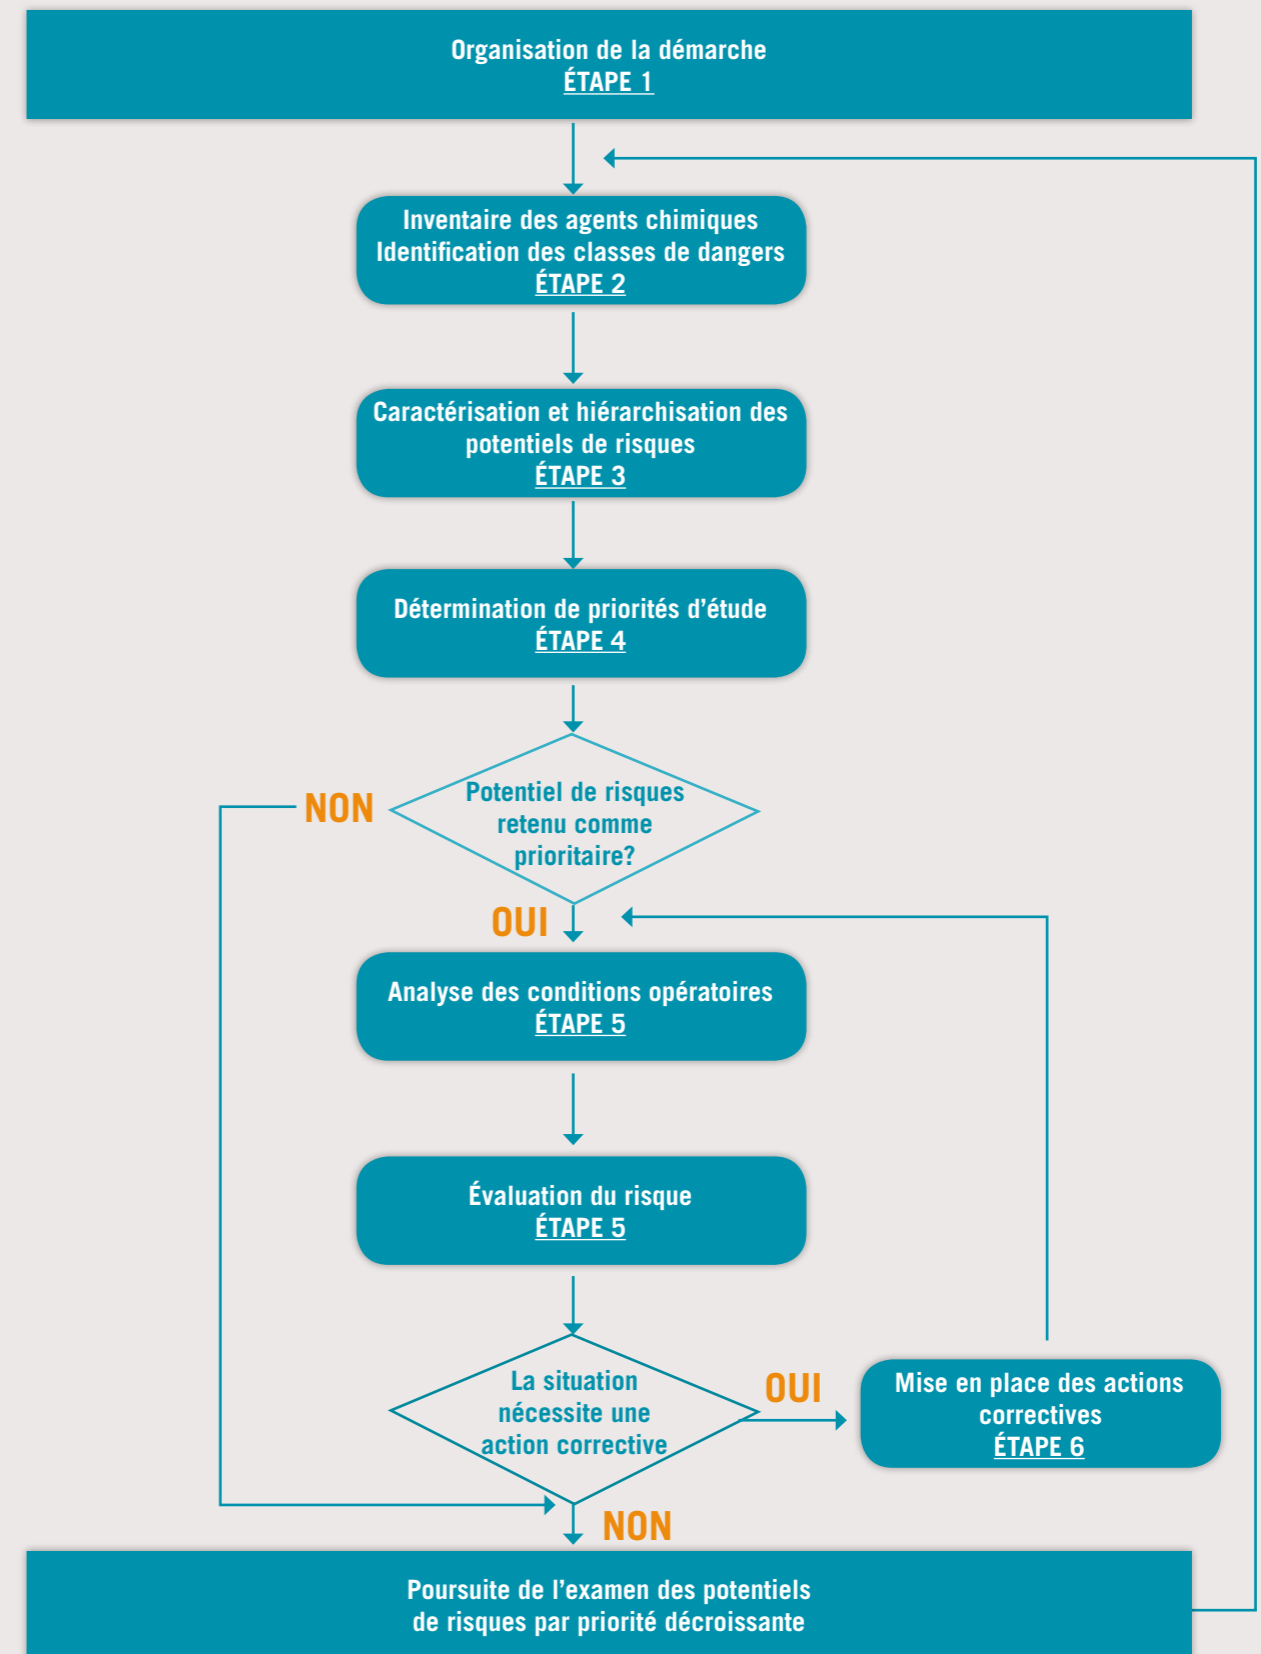 Organisation de la démarche
ÉTAPE 1
Inventaire des agents chimiques
Identification des classes de dangers
ÉTAPE 2
Caractérisation et hiérarchisation des
potentiels de risques
ÉTAPE 3
Détermination de priorités d'étude
ÉTAPE 4
Potentiel de risques
retenu comme
prioritaire?
NON
OUI
Analyse des conditions opératoires
ÉTAPE 5
Évaluation du risque
ÉTAPE 5
La situation
nécessite une
action corrective
OUI
Mise en place des actions
correctives
ÉTAPE 6
NON
Poursuite de l'examen des potentiels
de risques par priorité décroissante